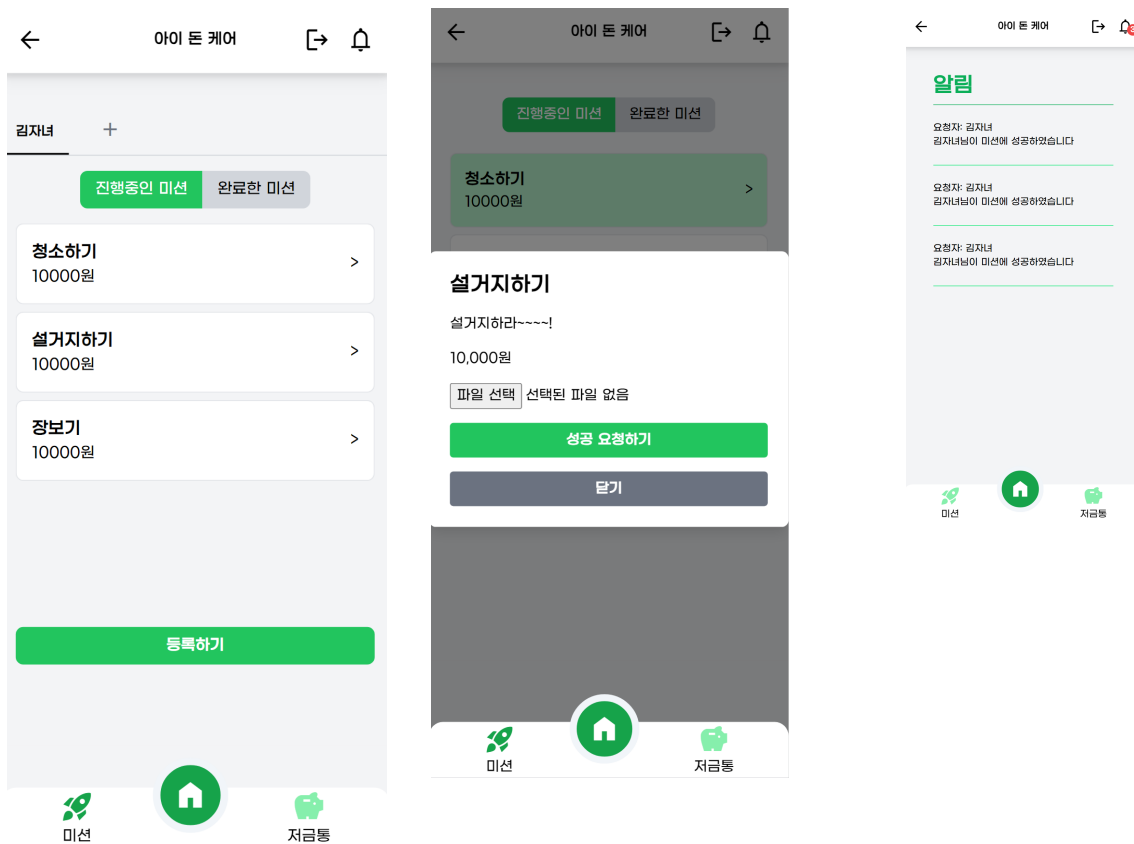 아이 돈 케어
김자녀
+
진행중인 미션 완료한 미션
청소하기
10000원
>
설거지하기
10000원
>
장보기
10000원
>
등록하기
미션
저금통
아이 돈 케어
진행중인 미션 완료한 미션
청소하기
10000원
>
설거지하기
설거지하라~~~~!
10,000원
파일 선택 선택된 파일 없음
성공 요청하기
닫기
미션
저금통
아이 돈 케어
알림
요청자: 김자녀
김자녀님이 미션에 성공하였습니다
요청자: 김자녀
김자녀님이 미션에 성공하였습니다
요청자: 김자녀
김자녀님이 미션에 성공하였습니다
미션
저금통